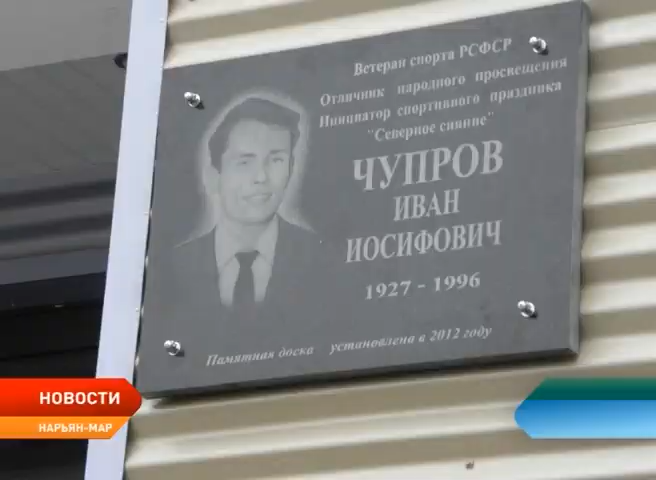 Ветеран спорта РСФСР
Отличник народного просвещения
Инициатор спортивного праздника
"Северное сияние"
ЧУПРОВ
ИВАН
ИОСИФОВИЧ
1927 - 1996
Памятная доска установлена в 2012 году
НОВОСТИ
НАРЬЯН-МАР